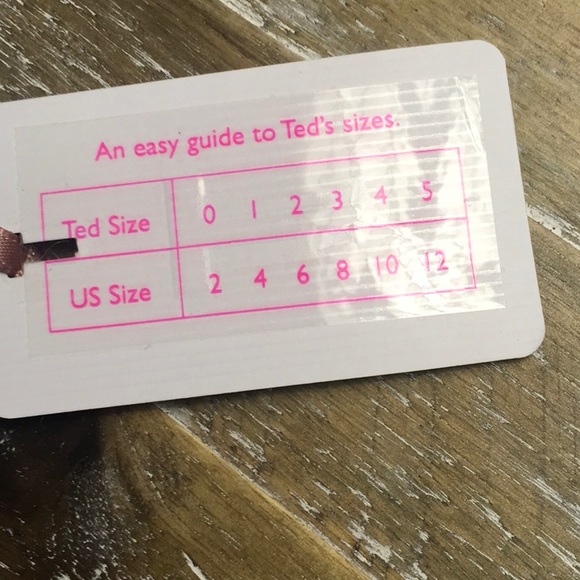 An easy guide to Ted's sizes.
Ted Size 0 1 2 3 4 5
US Size 2 4 6 8 10 12